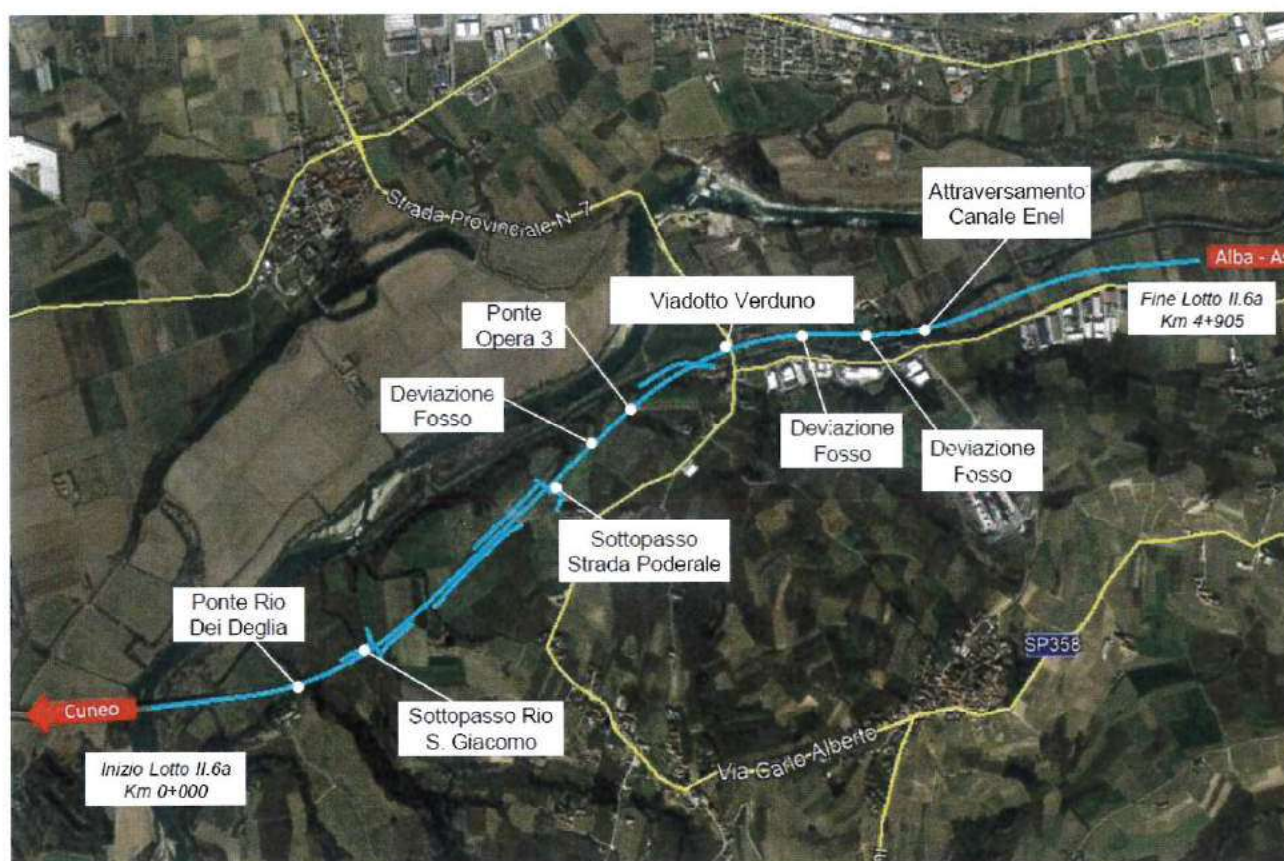 Strada Provinciale N. 7
Attraversamento
Canale Enel
Alba - As
Viadotto Verduno
Fine Lotto II.6a
Km 4+905
Ponte
Opera 3
Deviazione
Fosso
Deviazione
Fosso
Deviazione
Fosso
Sottopasso
Strada Poderale
Ponte Rio
Dei Deglia
SP358
Cuneo
Sottopasso Rio
S. Giacomo
Via Carlo Alberto
Inizio Lotto II.6a
Km 0+000